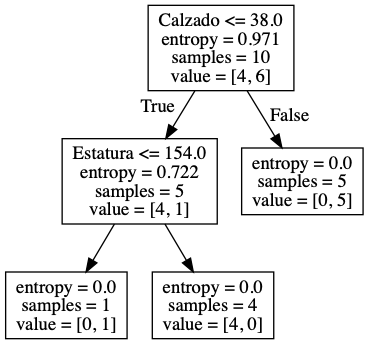 Calzado <= 38.0
entropy = 0.971
samples = 10
value = [4, 6]
True
False
Estatura <= 154.0
entropy = 0.722
samples = 5
value = [4, 1]
entropy = 0.0
samples = 5
value = [0, 5]
entropy = 0.0
samples = 1
value = [0, 1]
entropy = 0.0
samples = 4
value = [4, 0]